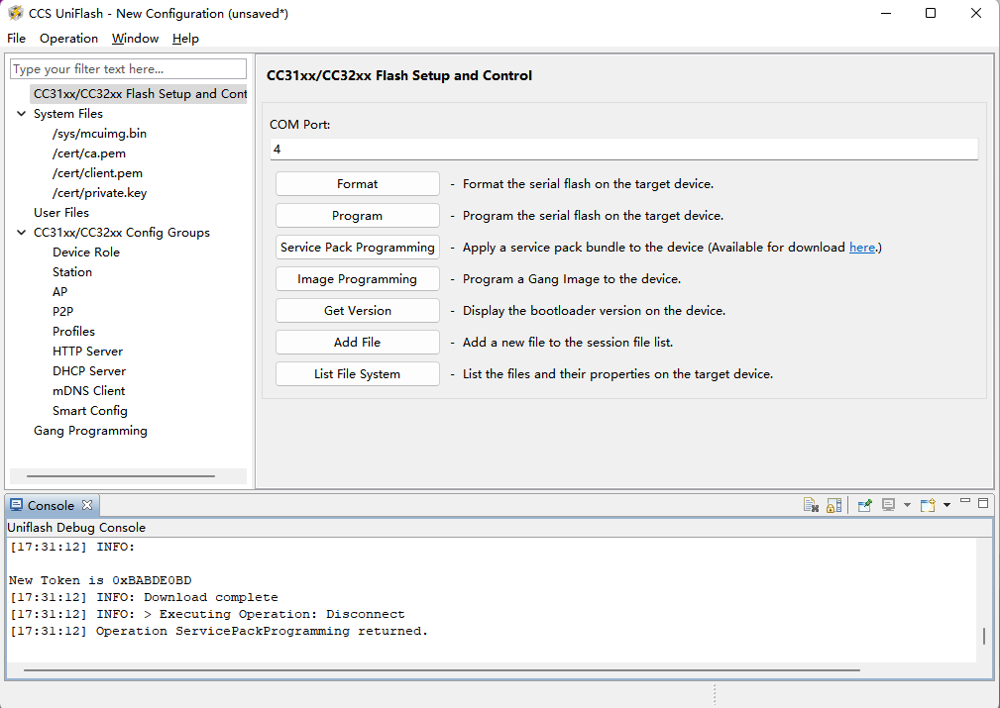 CCS UniFlash - New Configuration (unsaved*)
File Operation Window Help
Type your filter text here...
CC31xx/CC32xx Flash Setup and Cont
System Files
/sys/mcuimg.bin
/cert/ca.pem
/cert/client.pem
/cert/private.key
User Files
CC31xx/CC32xx Config Groups
Device Role
Station
AP
P2P
Profiles
HTTP Server
DHCP Server
mDNS Client
Smart Config
Gang Programming
CC31xx/CC32xx Flash Setup and Control
COM Port:
4
Format - Format the serial flash on the target device.
Program - Program the serial flash on the target device.
Service Pack Programming - Apply a service pack bundle to the device (Available for download here.)
Image Programming - Program a Gang Image to the device.
Get Version - Display the bootloader version on the device.
Add File - Add a new file to the session file list.
List File System - List the files and their properties on the target device.
Console
Uniflash Debug Console
[17:31:12] INFO:
New Token is 0xBABDE0BD
[17:31:12] INFO: Download complete
[17:31:12] INFO: > Executing Operation: Disconnect
[17:31:12] Operation ServicePackProgramming returned.